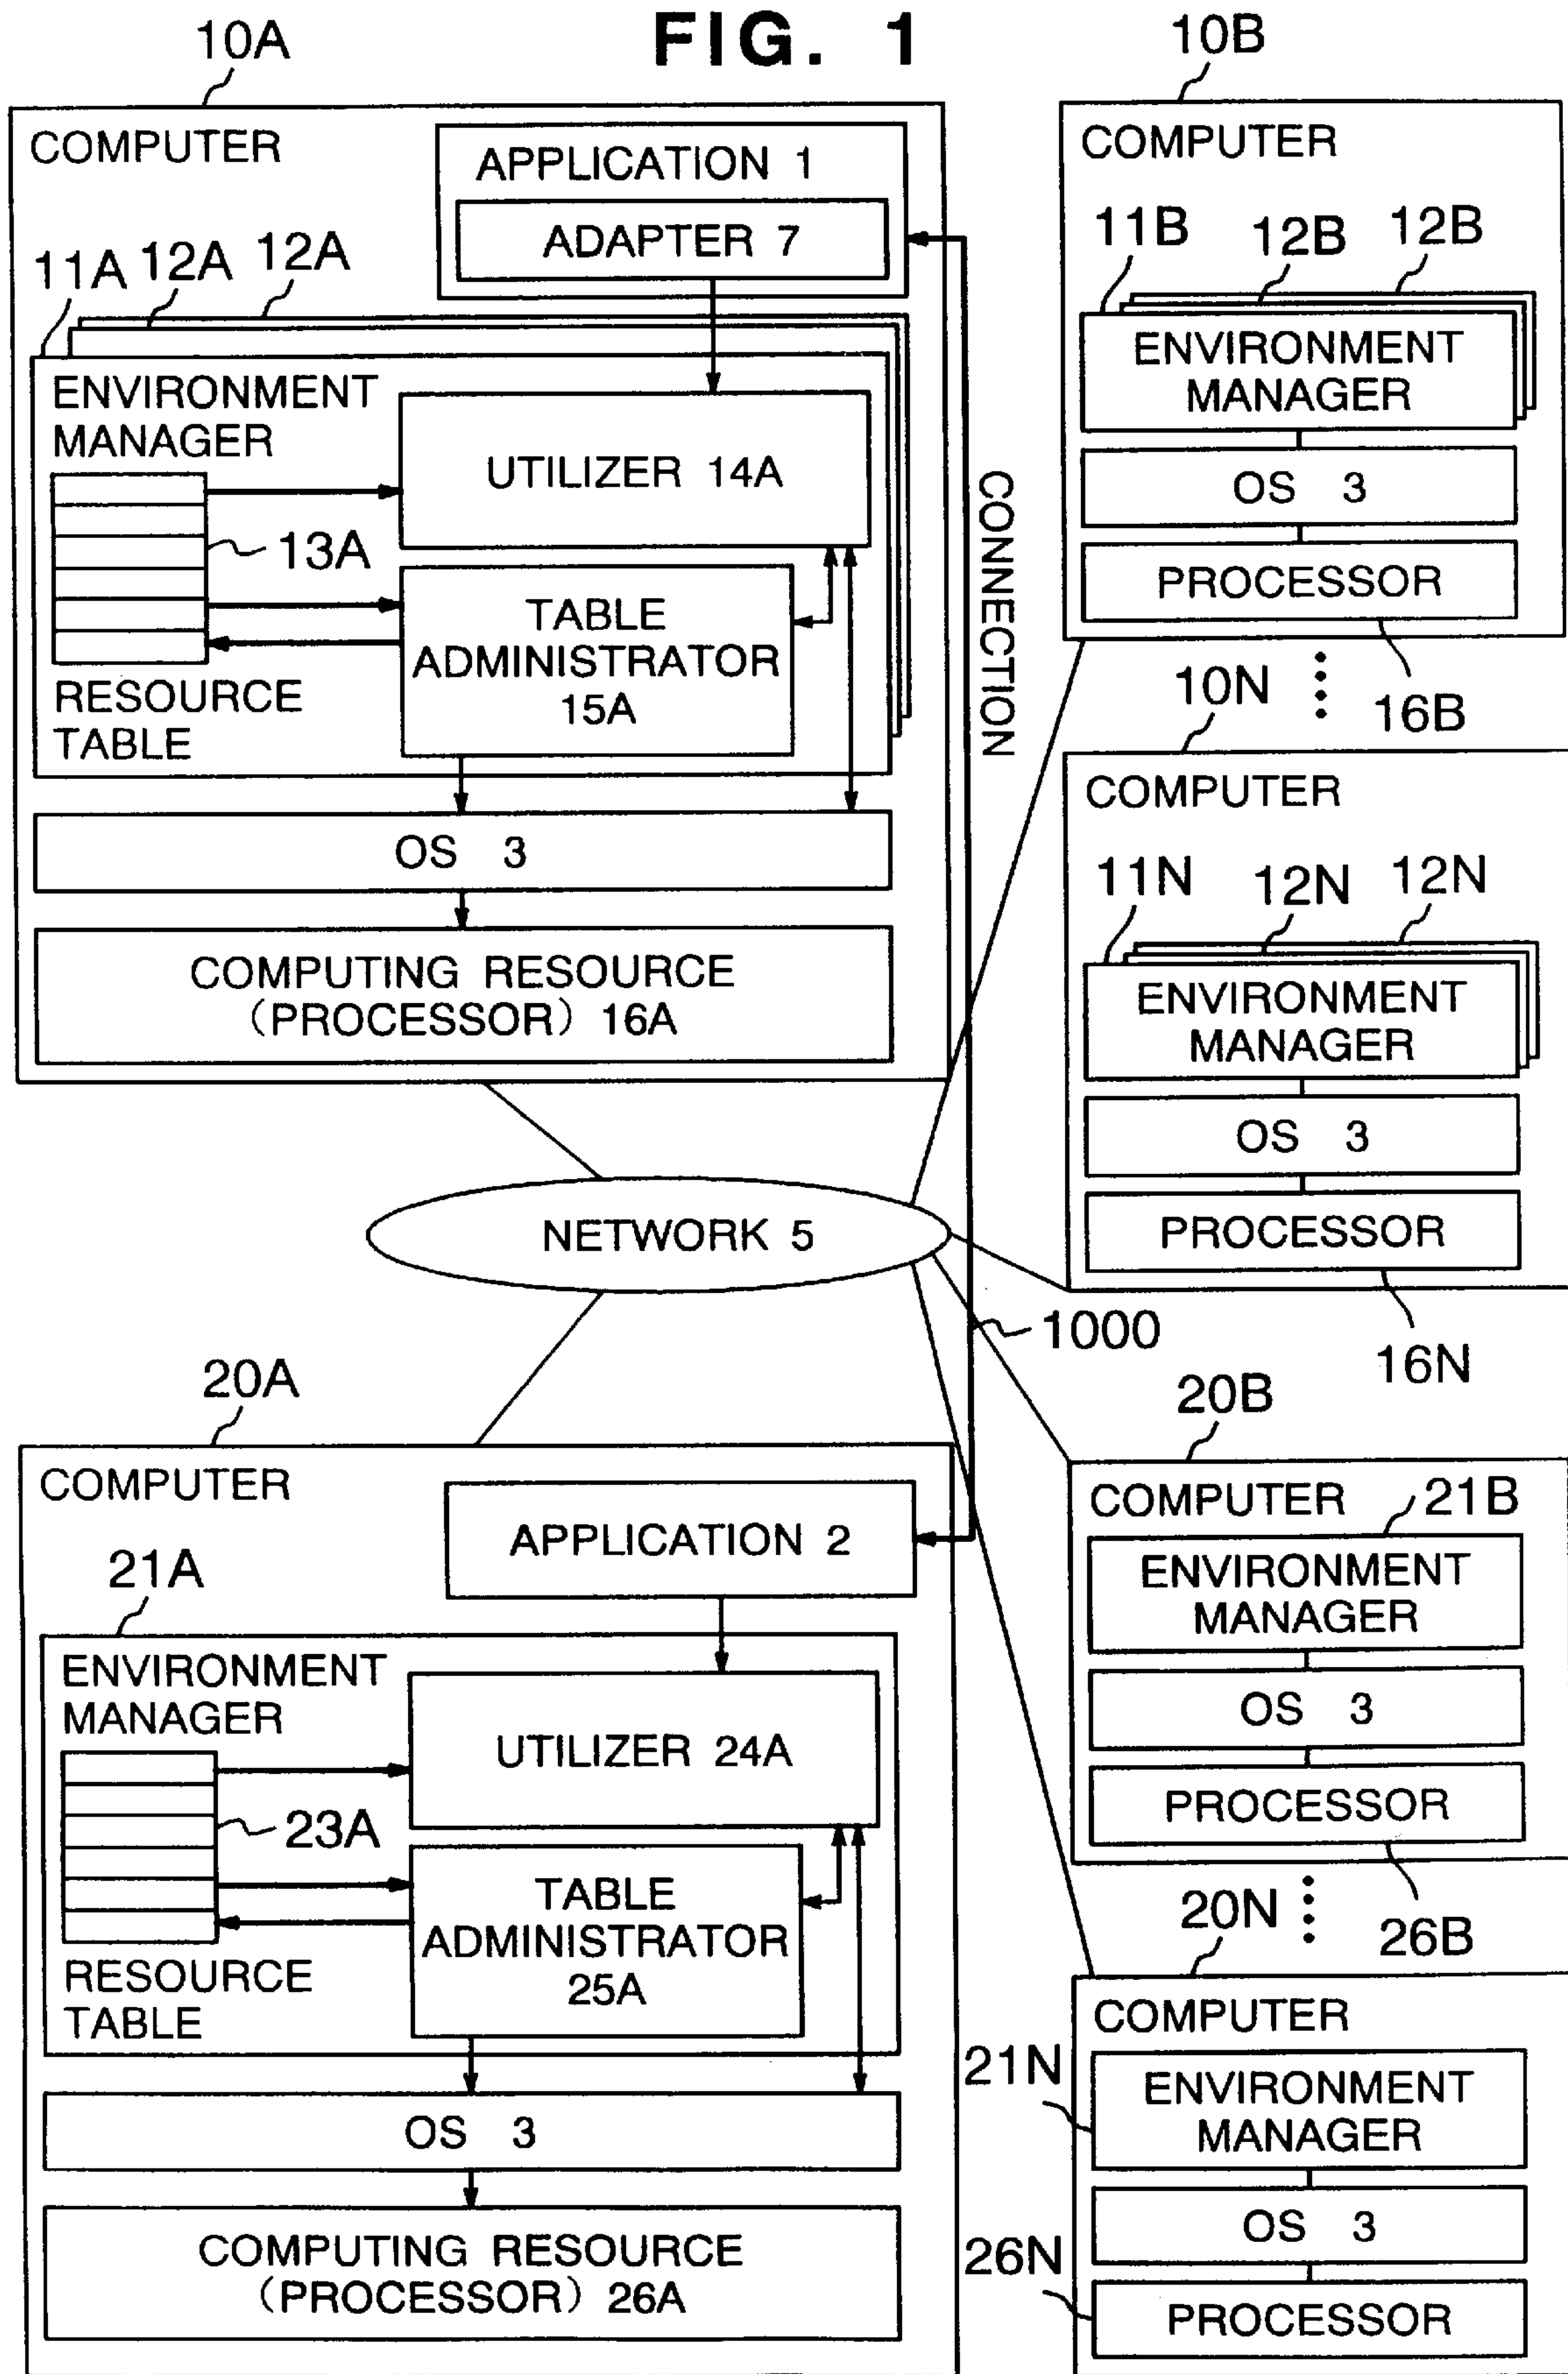 FIG. 1
10A
COMPUTER
APPLICATION 1
ADAPTER 7
11A
12A
12A
ENVIRONMENT
MANAGER
UTILIZER 14A
13A
TABLE
ADMINISTRATOR
15A
RESOURCE
TABLE
OS 3
COMPUTING RESOURCE
(PROCESSOR) 16A
CONNECTION
10B
COMPUTER
11B
12B
12B
ENVIRONMENT
MANAGER
OS 3
PROCESSOR
16B
10N
COMPUTER
11N
12N
12N
ENVIRONMENT
MANAGER
OS 3
PROCESSOR
16N
NETWORK 5
1000
20A
COMPUTER
APPLICATION 2
21A
ENVIRONMENT
MANAGER
UTILIZER 24A
23A
TABLE
ADMINISTRATOR
25A
RESOURCE
TABLE
OS 3
COMPUTING RESOURCE
(PROCESSOR) 26A
20B
COMPUTER
21B
ENVIRONMENT
MANAGER
OS 3
PROCESSOR
26B
20N
COMPUTER
21N
ENVIRONMENT
MANAGER
OS 3
26N
PROCESSOR